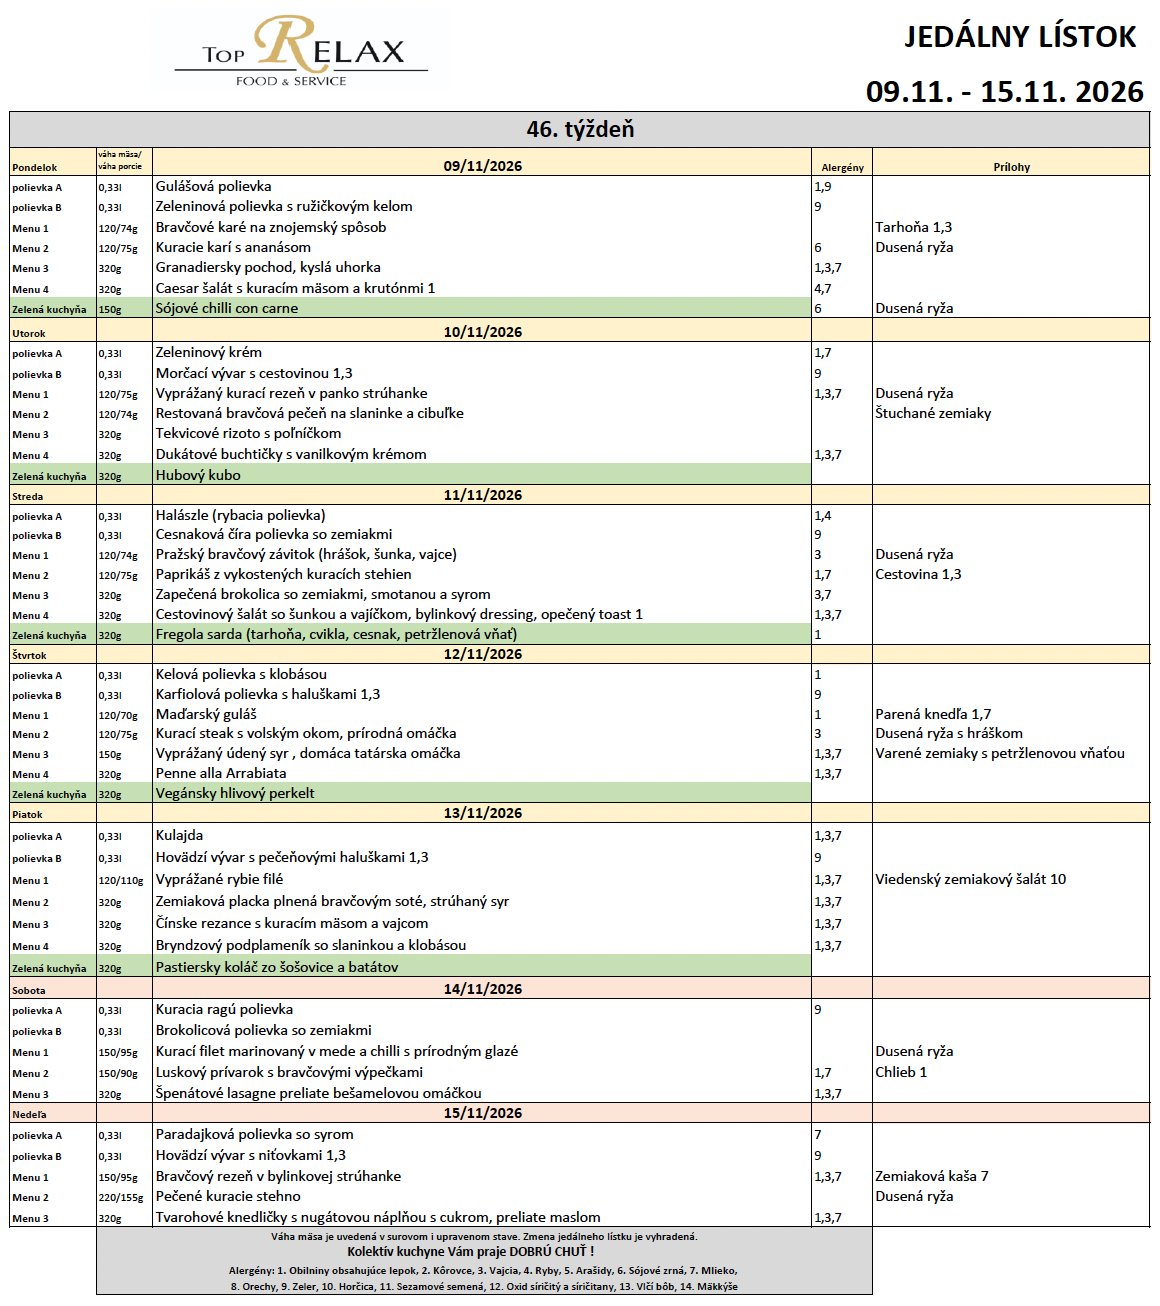 TOP RELAX
FOOD & SERVICE
JEDÁLNY LÍSTOK
09.11. - 15.11. 2026
46. týždeň
Pondelok váha mäsa/ váha porcie 09/11/2026 Alergény Prílohy
polievka A 0,33l Gulášová polievka 1,9
polievka B 0,33l Zeleninová polievka s ružičkovým kelom 9
Menu 1 120/74g Bravčové karé na znojemský spôsob Tarhoňa 1,3
Menu 2 120/75g Kuracie karí s ananásom 6 Dusená ryža
Menu 3 320g Granadiersky pochod, kyslá uhorka 1,3,7
Menu 4 320g Caesar šalát s kuracím mäsom a krutónmi 1 4,7
Zelená kuchyňa 150g Sójové chilli con carne 6 Dusená ryža
Utorok 10/11/2026
polievka A 0,33l Zeleninový krém 1,7
polievka B 0,33l Morčací vývar s cestovinou 1,3 9
Menu 1 120/75g Vyprážaný kurací rezeň v panko strúhanke 1,3,7 Dusená ryža
Menu 2 120/74g Restovaná bravčová pečeň na slaninke a cibuľke Štuchané zemiaky
Menu 3 320g Tekvicové rizoto s poľníčkom
Menu 4 320g Dukátové buchtičky s vanilkovým krémom 1,3,7
Zelená kuchyňa 320g Hubový kubo
Streda 11/11/2026
polievka A 0,33l Halászle (rybacia polievka) 1,4
polievka B 0,33l Cesnaková číra polievka so zemiakmi 9
Menu 1 120/74g Pražský bravčový závitok (hrášok, šunka, vajce) 3 Dusená ryža
Menu 2 120/75g Paprikáš z vykostených kuracích stehien 1,7 Cestovina 1,3
Menu 3 320g Zapečená brokolica so zemiakmi, smotanou a syrom 3,7
Menu 4 320g Cestovinový šalát so šunkou a vajíčkom, bylinkový dressing, opečený toast 1 1,3,7
Zelená kuchyňa 320g Fregola sarda (tarhoňa, cvikla, cesnak, petržlenová vňať) 1
Štvrtok 12/11/2026
polievka A 0,33l Kelová polievka s klobásou 1
polievka B 0,33l Karfiolová polievka s haluškami 1,3 9
Menu 1 120/70g Maďarský guláš 1 Parená knedľa 1,7
Menu 2 120/75g Kurací steak s volským okom, prírodná omáčka 3 Dusená ryža s hráškom
Menu 3 150g Vyprážaný údený syr , domáca tatárska omáčka 1,3,7 Varené zemiaky s petržlenovou vňaťou
Menu 4 320g Penne alla Arrabiata 1,3,7
Zelená kuchyňa 320g Vegánsky hlivový perkelt
Piatok 13/11/2026
polievka A 0,33l Kulajda 1,3,7
polievka B 0,33l Hovädzí vývar s pečeňovými haluškami 1,3 9
Menu 1 120/110g Vyprážané rybie filé 1,3,7 Viedenský zemiakový šalát 10
Menu 2 320g Zemiaková placka plnená bravčovým soté, strúhaný syr 1,3,7
Menu 3 320g Čínske rezance s kuracím mäsom a vajcom 1,3,7
Menu 4 320g Bryndzový podplameník so slaninkou a klobásou 1,3,7
Zelená kuchyňa 320g Pastiersky koláč zo šošovice a batátov
Sobota 14/11/2026
polievka A 0,33l Kuracia ragú polievka 9
polievka B 0,33l Brokolicová polievka so zemiakmi
Menu 1 150/95g Kurací filet marinovaný v mede a chilli s prírodným glazé Dusená ryža
Menu 2 150/90g Luskový prívarok s bravčovými výpečkami 1,7 Chlieb 1
Menu 3 320g Špenátové lasagne preliate bešamelovou omáčkou 1,3,7
Nedeľa 15/11/2026
polievka A 0,33l Paradajková polievka so syrom 7
polievka B 0,33l Hovädzí vývar s niťovkami 1,3 9
Menu 1 150/95g Bravčový rezeň v bylinkovej strúhanke 1,3,7 Zemiaková kaša 7
Menu 2 220/155g Pečené kuracie stehno Dusená ryža
Menu 3 320g Tvarohové knedličky s nugátovou náplňou s cukrom, preliate maslom 1,3,7
Váha mäsa je uvedená v surovom i upravenom stave. Zmena jedálneho lístku je vyhradená.
Kolektív kuchyne Vám praje DOBRÚ CHUŤ !
Alergény: 1. Obilniny obsahujúce lepok, 2. Kôrovce, 3. Vajcia, 4. Ryby, 5. Arašidy, 6. Sójové zrná, 7. Mlieko,
8. Orechy, 9. Zeler, 10. Horčica, 11. Sezamové semená, 12. Oxid siričitý a siričitany, 13. Vlčí bôb, 14. Mäkkýše